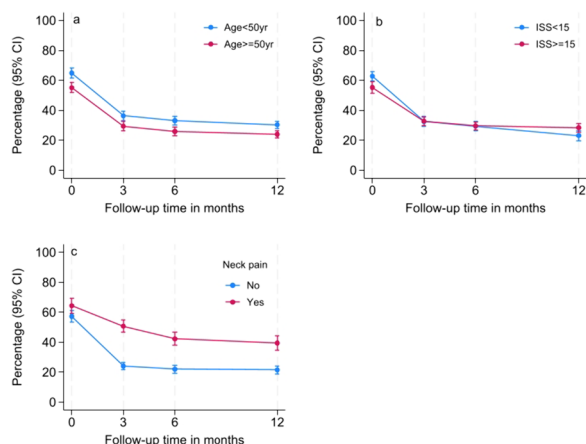 a
Age<50yr
Age>=50yr
Percentage (95% CI)
100
80
60
40
20
0
0 3 6 12
Follow-up time in months
b
ISS<15
ISS>=15
Percentage (95% CI)
100
80
60
40
20
0
0 3 6 12
Follow-up time in months
c
Neck pain
No
Yes
Percentage (95% CI)
100
80
60
40
20
0
0 3 6 12
Follow-up time in months